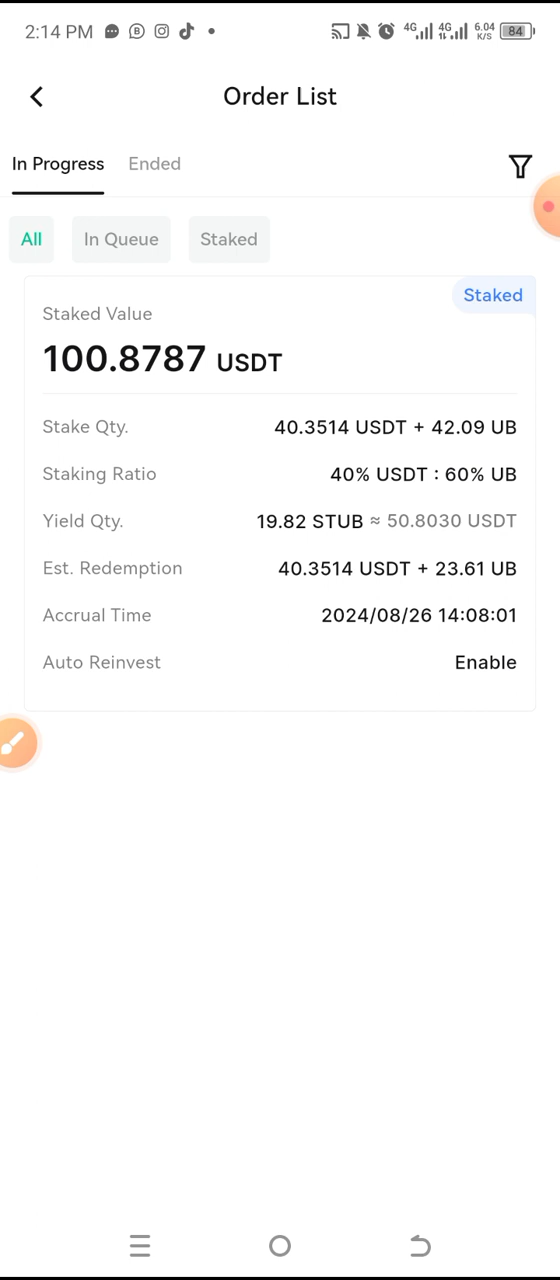 2:14 PM 4G 4G 6.04 K/S 84
Order List
In Progress Ended
All In Queue Staked
Staked
Staked Value
100.8787 USDT
Stake Qty. 40.3514 USDT + 42.09 UB
Staking Ratio 40% USDT : 60% UB
Yield Qty. 19.82 STUB ≈ 50.8030 USDT
Est. Redemption 40.3514 USDT + 23.61 UB
Accrual Time 2024/08/26 14:08:01
Auto Reinvest Enable